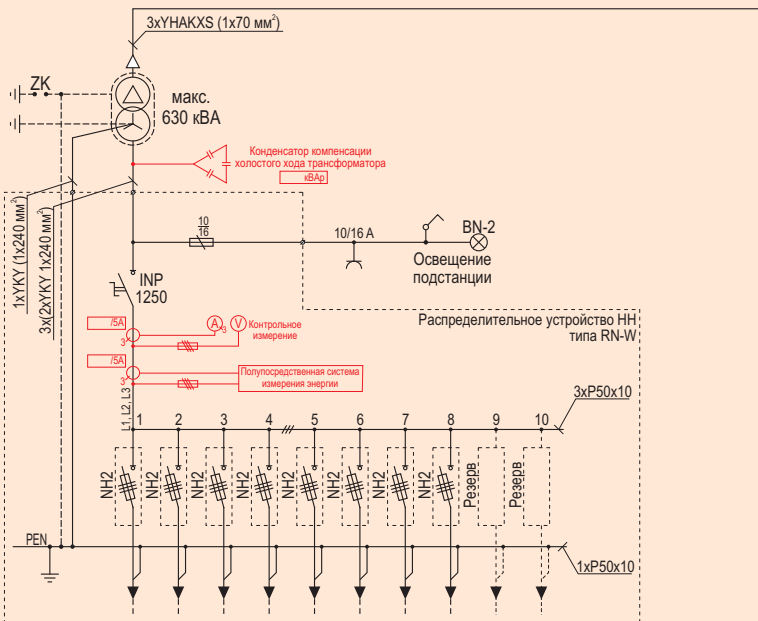 3xYHAKXS (1x70 мм²)
ZK
макс.
630 кВА
Конденсатор компенсации
холостого хода трансформатора
кВАр
1xYKY (1x240 мм²)
3x(2xYKY 1x240 мм²)
10
16
10/16 A
BN-2
Освещение
подстанции
INP
1250
Распределительное устройство НН
типа RN-W
/5A
3
A
3
V
Контрольное
измерение
/5A
3
Полупосредственная система
измерения энергии
L1, L2, L3
3xP50x10
1
2
3
4
5
6
7
8
9
10
NH2
NH2
NH2
NH2
NH2
NH2
NH2
NH2
Резерв
Резерв
PEN
1xP50x10